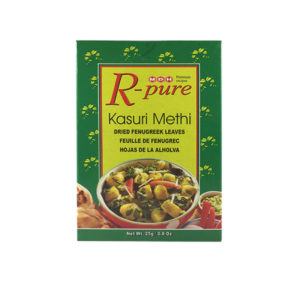 MDH
R-pure
Kasuri Methi
DRIED FENUGREEK LEAVES
FEUILLE DE FENUGREC
HOJAS DE LA ALHOLVA
Net Wt. 25g 0.9 Oz